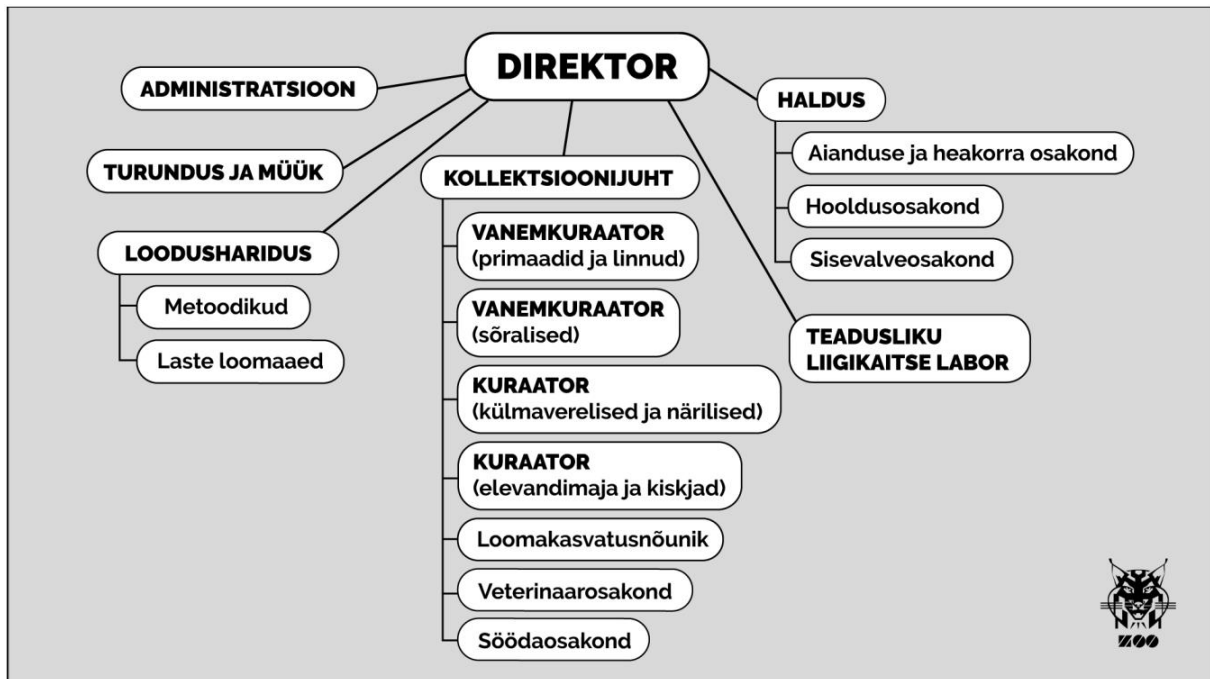 DIREKTOR
ADMINISTRATSIOON
TURUNDUS JA MÜÜK
LOODUSHARIDUS
Metoodikud
Laste loomaaed
KOLLEKTSIOONIJUHT
VANEMKURAATOR
(primaadid ja linnud)
VANEMKURAATOR
(sõralised)
KURAATOR
(külmaverelised ja närilised)
KURAATOR
(elevandimaja ja kiskjad)
Loomakasvatusnõunik
Veterinaarosakond
Söödaosakond
HALDUS
Aianduse ja heakorra osakond
Hooldusosakond
Sisevalveosakond
TEADUSLIKU
LIIGIKAITSE LABOR
ZOO